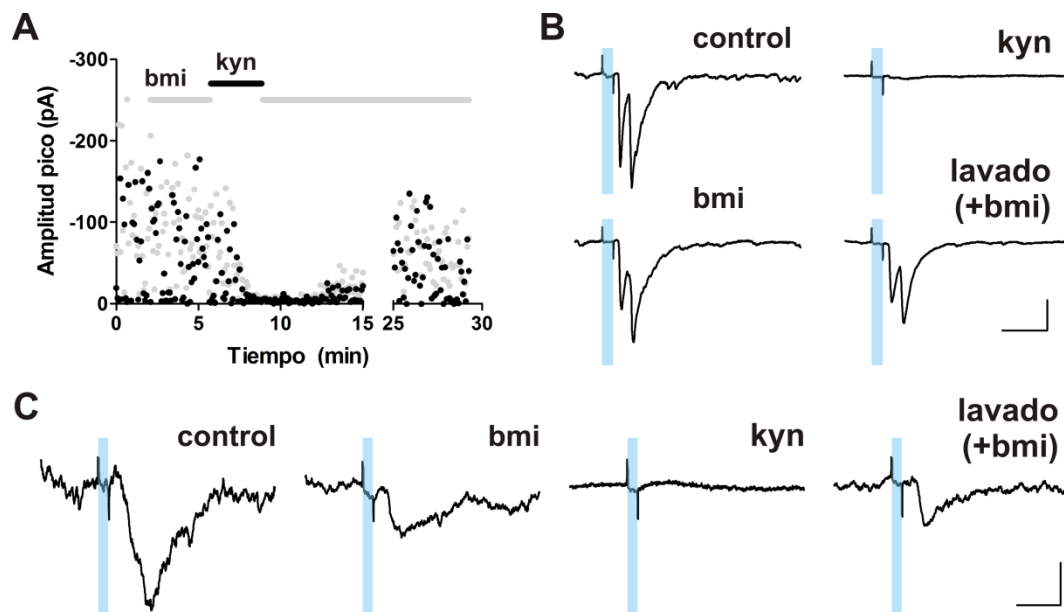 A
-300
-200
-100
0
Amplitud pico (pA)
bmi
kyn
0
5
10
15
25
30
Tiempo (min)
B
control
kyn
bmi
lavado
(+bmi)
C
control
bmi
kyn
lavado
(+bmi)